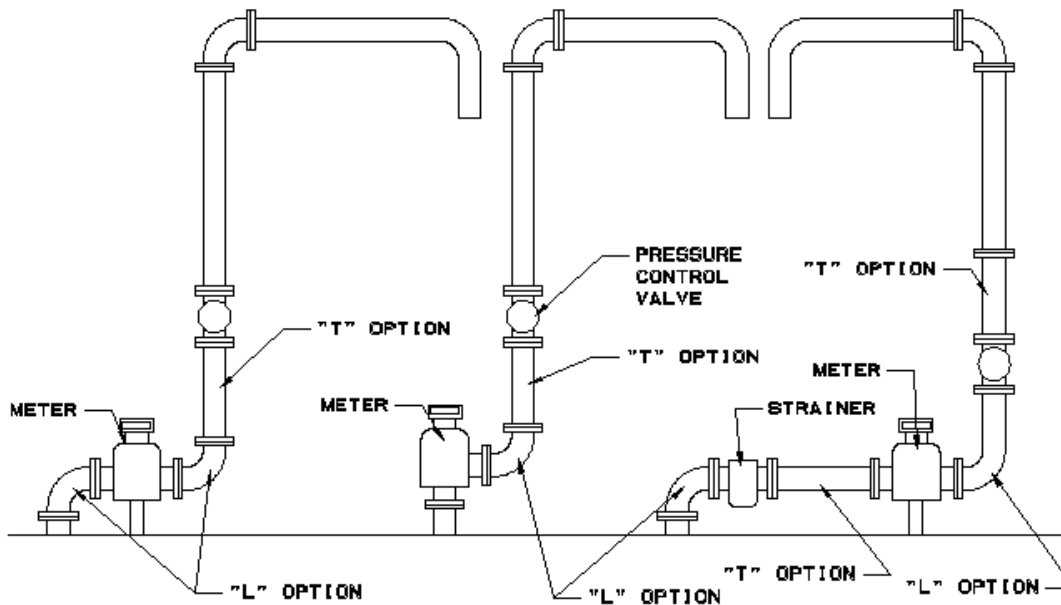 PRESSURE
CONTROL
VALVE
"T" OPTION
"T" OPTION
"T" OPTION
METER
METER
METER
STRAINER
"L" OPTION
"L" OPTION
"T" OPTION
"L" OPTION